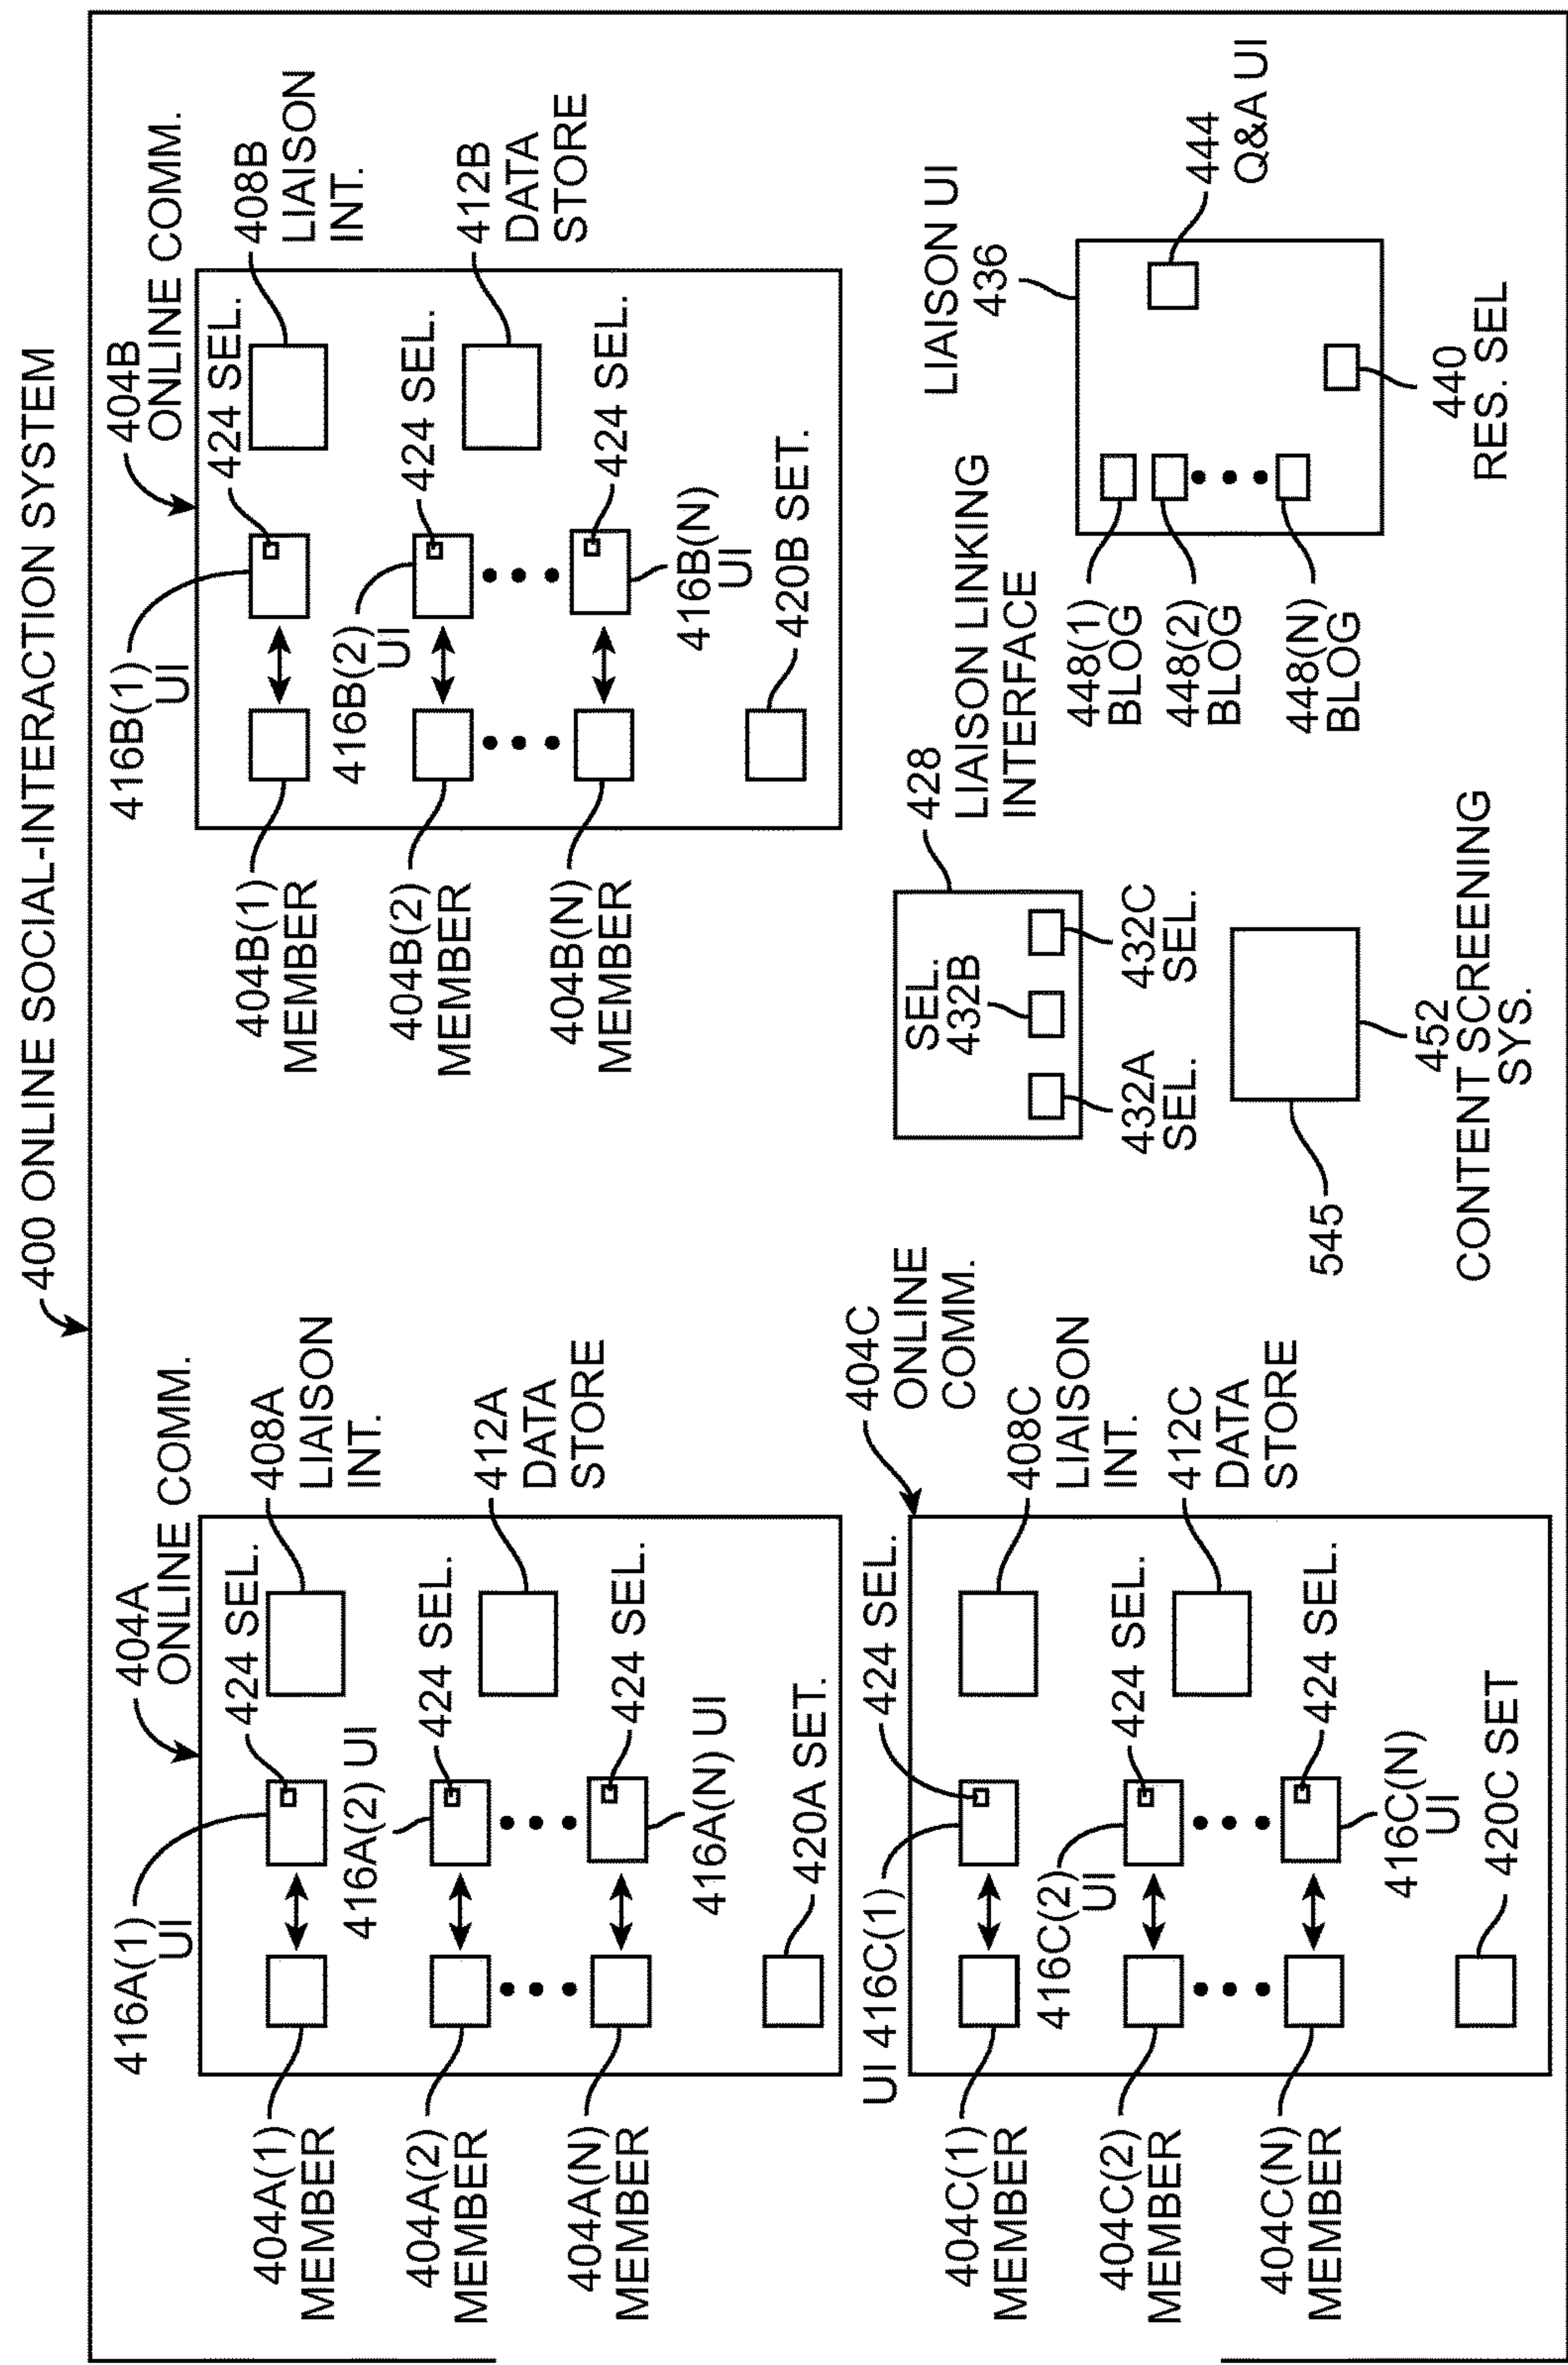 400 ONLINE SOCIAL-INTERACTION SYSTEM
404A
ONLINE COMM.
416A(1)
UI
424 SEL.
408A
LIAISON
INT.
404A(1)
MEMBER
416A(2) UI
424 SEL.
412A
DATA
STORE
404A(2)
MEMBER
424 SEL.
404A(N)
MEMBER
416A(N) UI
420A SET.
404B
ONLINE COMM.
416B(1)
UI
424 SEL.
408B
LIAISON
INT.
404B(1)
MEMBER
416B(2)
UI
424 SEL.
412B
DATA
STORE
404B(2)
MEMBER
424 SEL.
404B(N)
MEMBER
416B(N)
UI
420B SET.
404C
ONLINE
COMM.
UI 416C(1)
424 SEL.
408C
LIAISON
INT.
404C(1)
MEMBER
416C(2)
UI
424 SEL.
412C
DATA
STORE
404C(2)
MEMBER
424 SEL.
404C(N)
MEMBER
416C(N)
UI
420C SET
428
LIAISON LINKING
INTERFACE
SEL.
432B
432A
SEL.
432C
SEL.
545
452
CONTENT SCREENING
SYS.
LIAISON UI
436
444
Q&A UI
448(1)
BLOG
448(2)
BLOG
448(N)
BLOG
440
RES. SEL